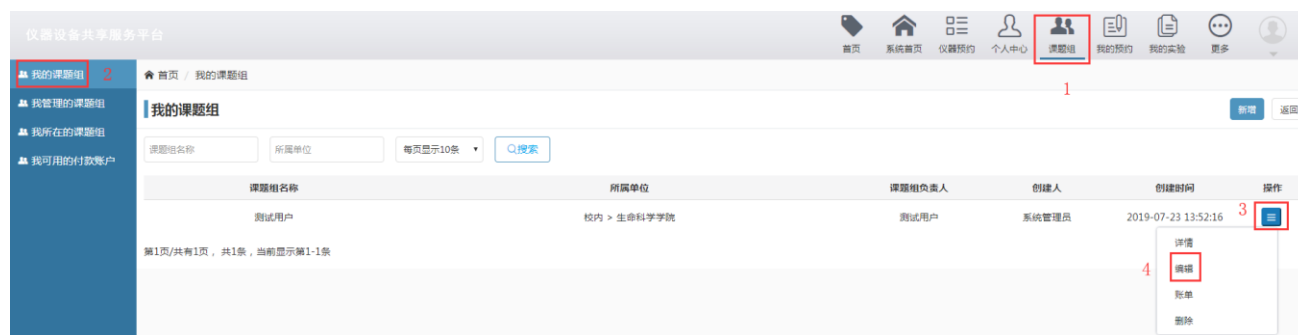 仪器设备共享服务平台
首页 系统首页 仪器预约 个人中心 课题组 我的预约 我的实验 更多
1
我的课题组 2
我管理的课题组
我所在的课题组
我可用的付款账户
首页 / 我的课题组
我的课题组
新增 返回
课题组名称 所属单位 每页显示10条 搜索
课题组名称 所属单位 课题组负责人 创建人 创建时间 操作
测试用户 校内 > 生命科学学院 测试用户 系统管理员 2019-07-23 13:52:16 3
第1页/共有1页，共1条，当前显示第1-1条
详情
4 编辑
账单
删除